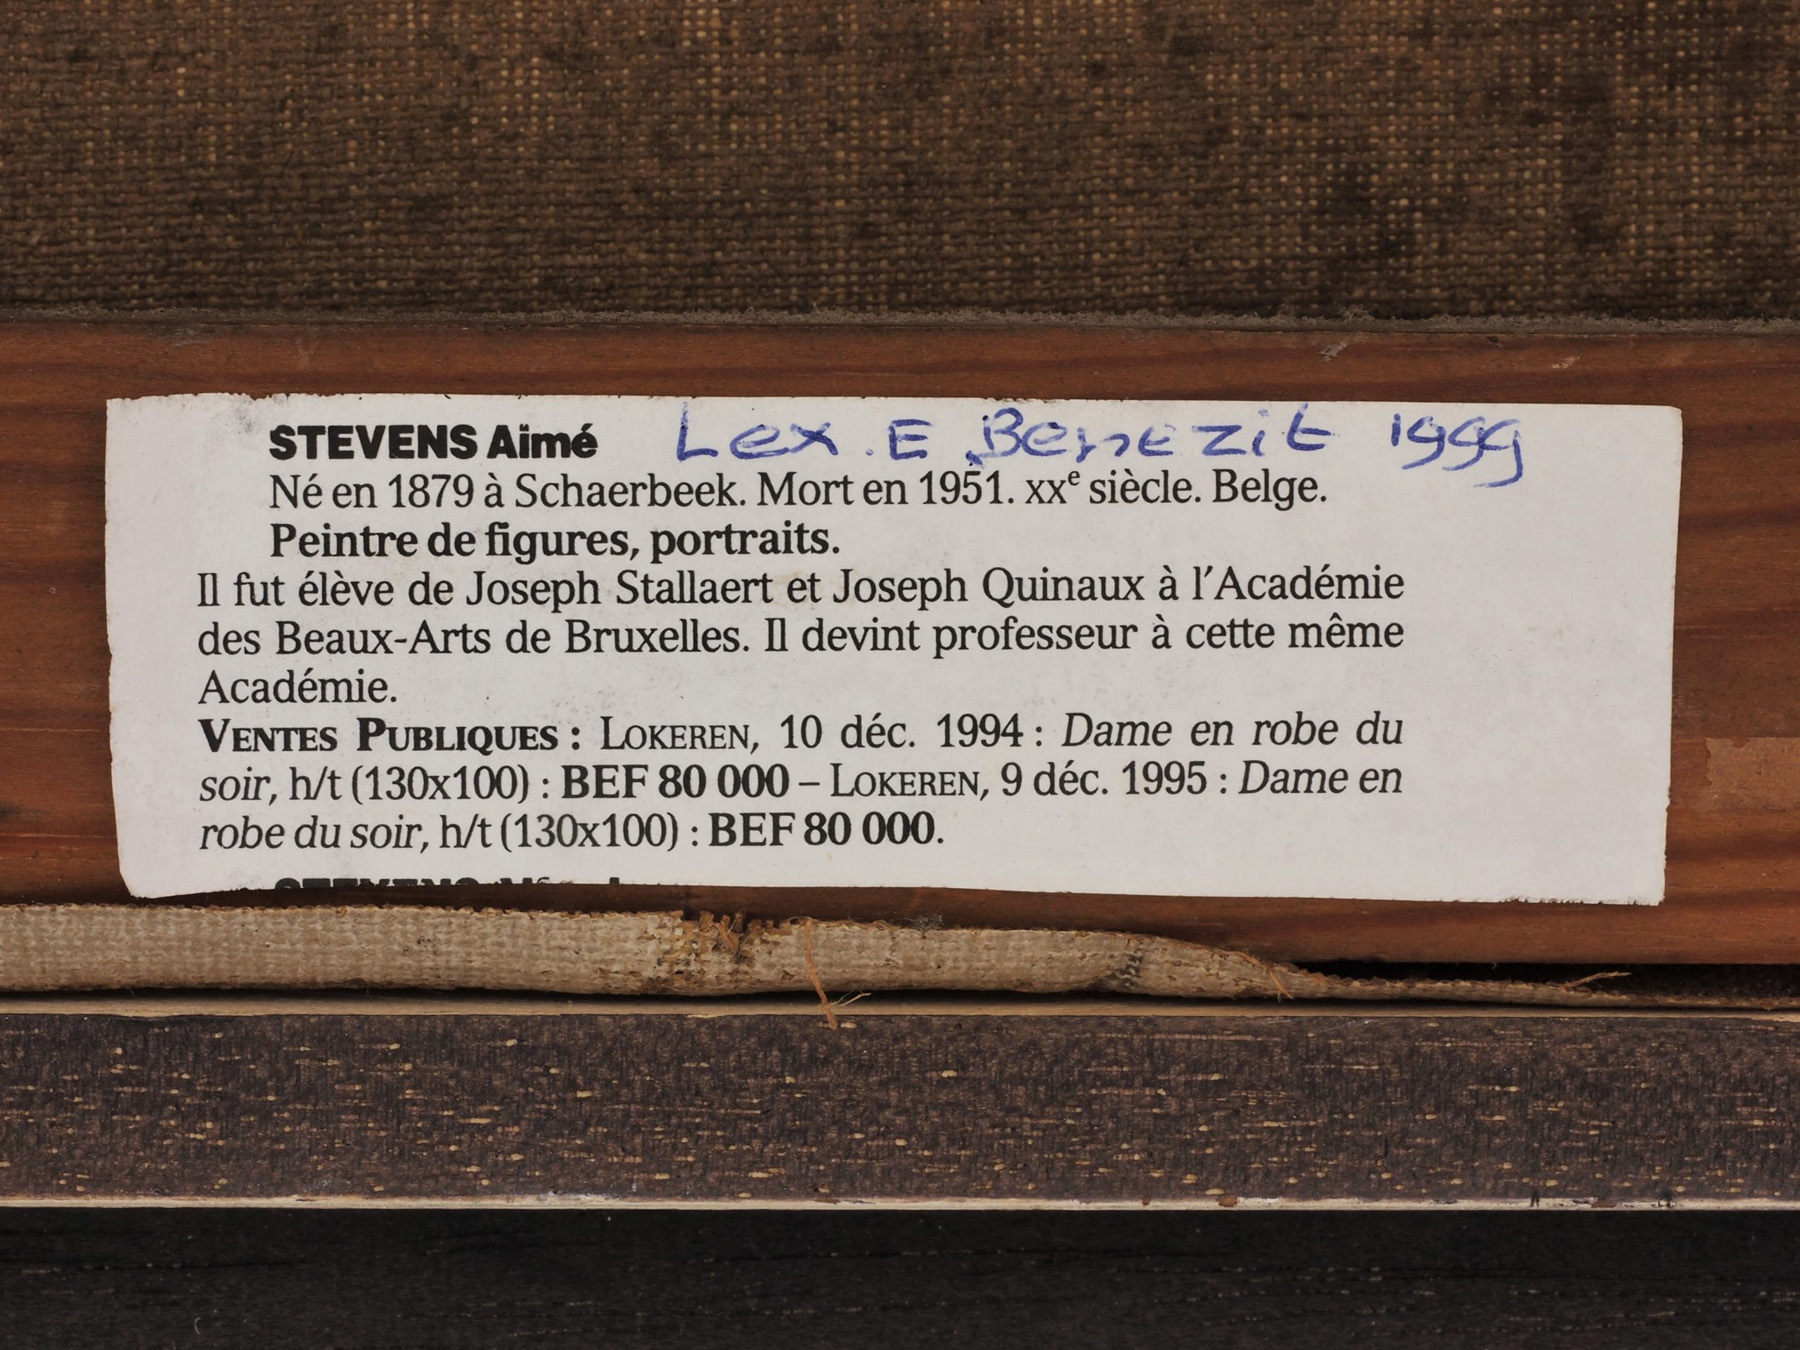 STEVENS Aimé Lex. E. Benezit 1999
Né en 1879 à Schaerbeek. Mort en 1951. XXᵉ siècle. Belge.
Peintre de figures, portraits.
Il fut élève de Joseph Stallaert et Joseph Quinaux à l'Académie
des Beaux-Arts de Bruxelles. Il devint professeur à cette même
Académie.
VENTES PUBLIQUES : LOKEREN, 10 déc. 1994 : Dame en robe du
soir, h/t (130x100) : BEF 80 000 – LOKEREN, 9 déc. 1995 : Dame en
robe du soir, h/t (130x100) : BEF 80 000.
STEVENS